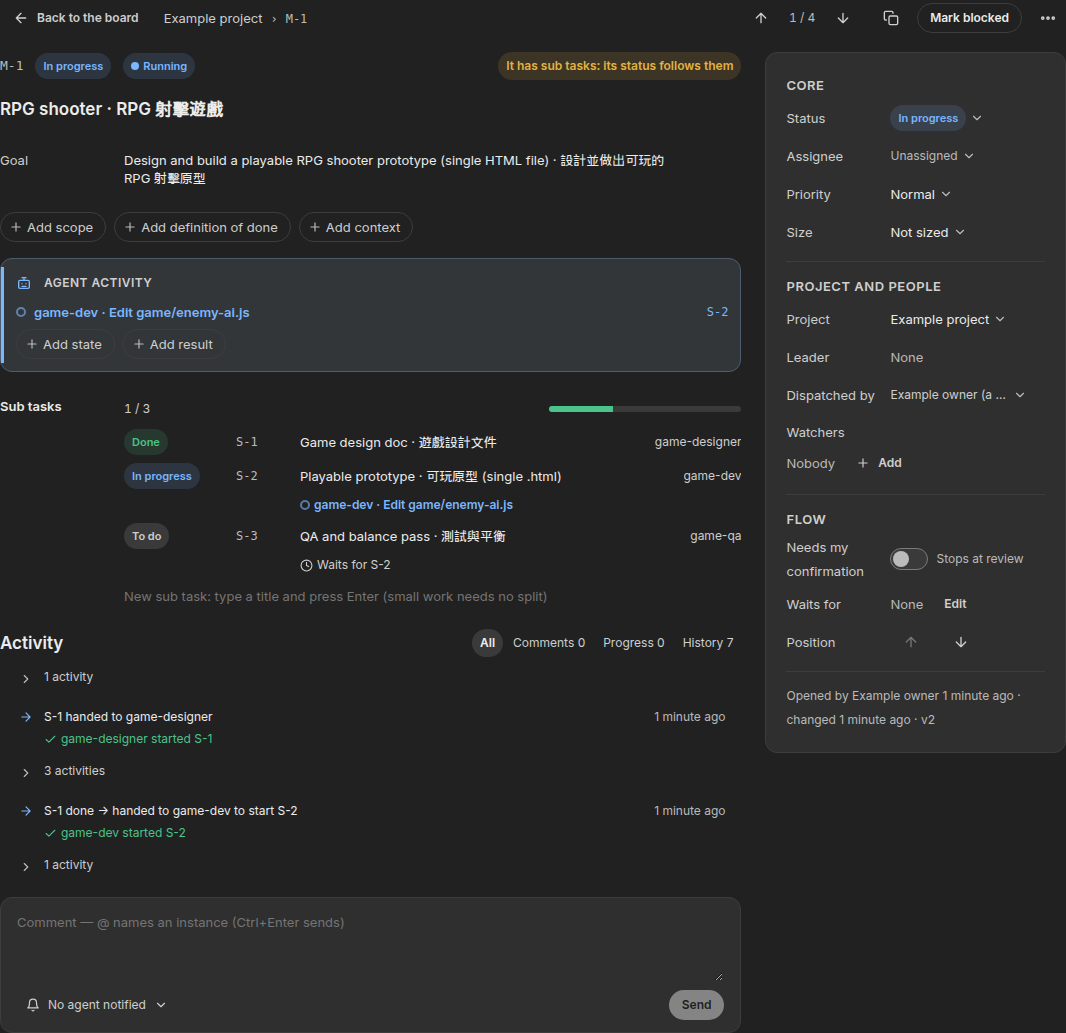 Back to the board
Example project › M-1
1 / 4
Mark blocked
M-1
In progress
Running
It has sub tasks: its status follows them
RPG shooter · RPG 射擊遊戲
Goal
Design and build a playable RPG shooter prototype (single HTML file) · 設計並做出可玩的
RPG 射擊原型
+ Add scope
+ Add definition of done
+ Add context
AGENT ACTIVITY
game-dev · Edit game/enemy-ai.js
S-2
+ Add state
+ Add result
Sub tasks
1 / 3
Done
S-1
Game design doc · 遊戲設計文件
game-designer
In progress
S-2
Playable prototype · 可玩原型 (single .html)
game-dev
game-dev · Edit game/enemy-ai.js
To do
S-3
QA and balance pass · 測試與平衡
game-qa
Waits for S-2
New sub task: type a title and press Enter (small work needs no split)
Activity
All
Comments 0
Progress 0
History 7
1 activity
S-1 handed to game-designer
1 minute ago
game-designer started S-1
3 activities
S-1 done → handed to game-dev to start S-2
1 minute ago
game-dev started S-2
1 activity
Comment — @ names an instance (Ctrl+Enter sends)
No agent notified
Send
CORE
Status
In progress
Assignee
Unassigned
Priority
Normal
Size
Not sized
PROJECT AND PEOPLE
Project
Example project
Leader
None
Dispatched by
Example owner (a ...
Watchers
Nobody
+ Add
FLOW
Needs my
confirmation
Stops at review
Waits for
None
Edit
Position
Opened by Example owner 1 minute ago ·
changed 1 minute ago · v2